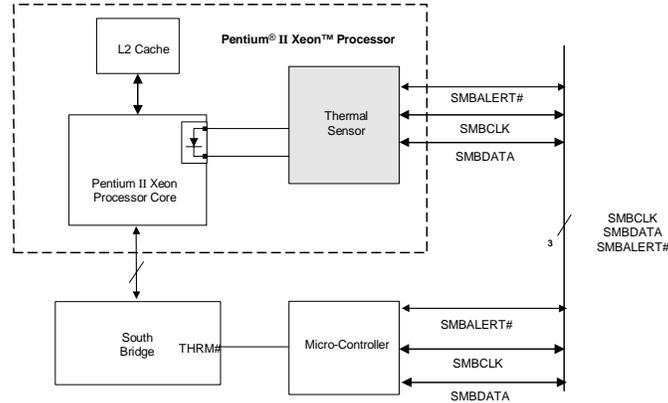 Pentium® II Xeon™ Processor
L2 Cache
Thermal
Sensor
SMBALERT#
SMBCLK
SMBDATA
Pentium II Xeon
Processor Core
3
SMBCLK
SMBDATA
SMBALERT#
South
Bridge
THRM#
Micro-Controller
SMBALERT#
SMBCLK
SMBDATA